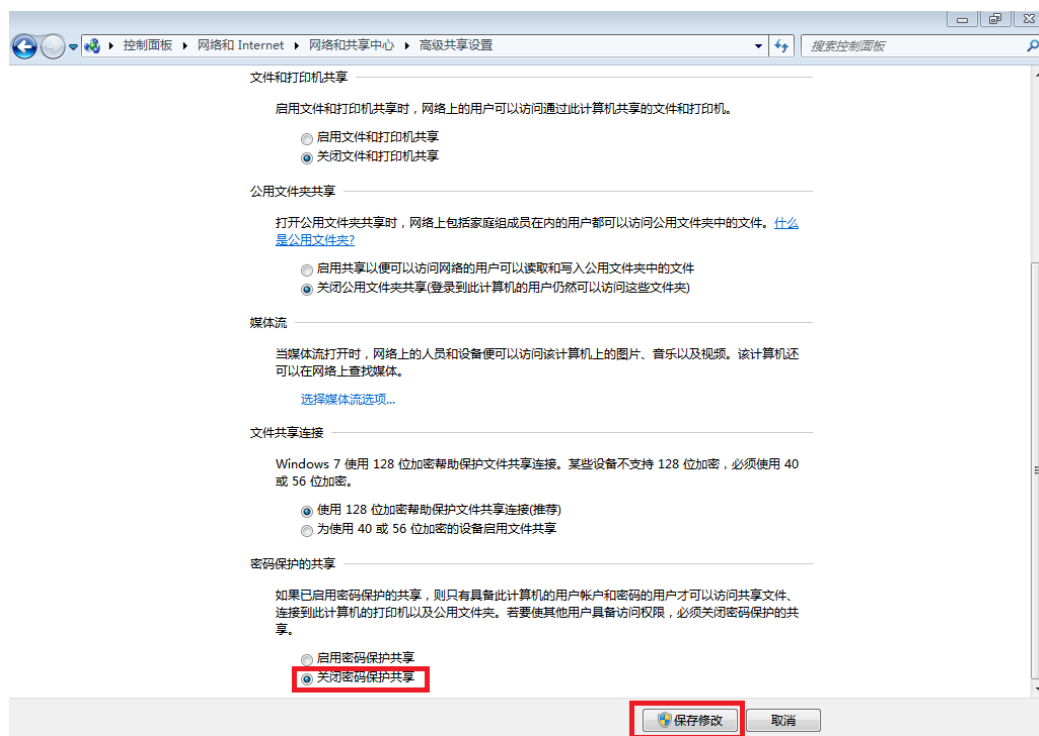 控制面板 ▸ 网络和 Internet ▸ 网络和共享中心 ▸ 高级共享设置
搜索控制面板
文件和打印机共享
启用文件和打印机共享时，网络上的用户可以访问通过此计算机共享的文件和打印机。
启用文件和打印机共享
关闭文件和打印机共享
公用文件夹共享
打开公用文件夹共享时，网络上包括家庭组成员在内的用户都可以访问公用文件夹中的文件。什么
是公用文件夹?
启用共享以便可以访问网络的用户可以读取和写入公用文件夹中的文件
关闭公用文件夹共享(登录到此计算机的用户仍然可以访问这些文件夹)
媒体流
当媒体流打开时，网络上的人员和设备便可以访问该计算机上的图片、音乐以及视频。该计算机还
可以在网络上查找媒体。
选择媒体流选项...
文件共享连接
Windows 7 使用 128 位加密帮助保护文件共享连接。某些设备不支持 128 位加密，必须使用 40
或 56 位加密。
使用 128 位加密帮助保护文件共享连接(推荐)
为使用 40 或 56 位加密的设备启用文件共享
密码保护的共享
如果已启用密码保护的共享，则只有具备此计算机的用户帐户和密码的用户才可以访问共享文件、
连接到此计算机的打印机以及公用文件夹。若要使其他用户具备访问权限，必须关闭密码保护的共
享。
启用密码保护共享
关闭密码保护共享
保存修改
取消